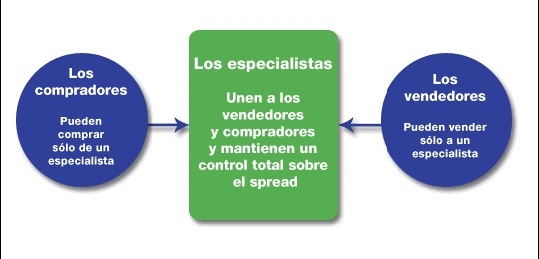 Los
compradores
Pueden
comprar
sólo de un
especialista
Los especialistas
Unen a los
vendedores
y compradores
y mantienen un
control total sobre
el spread
Los
vendedores
Pueden vender
sólo a un
especialista